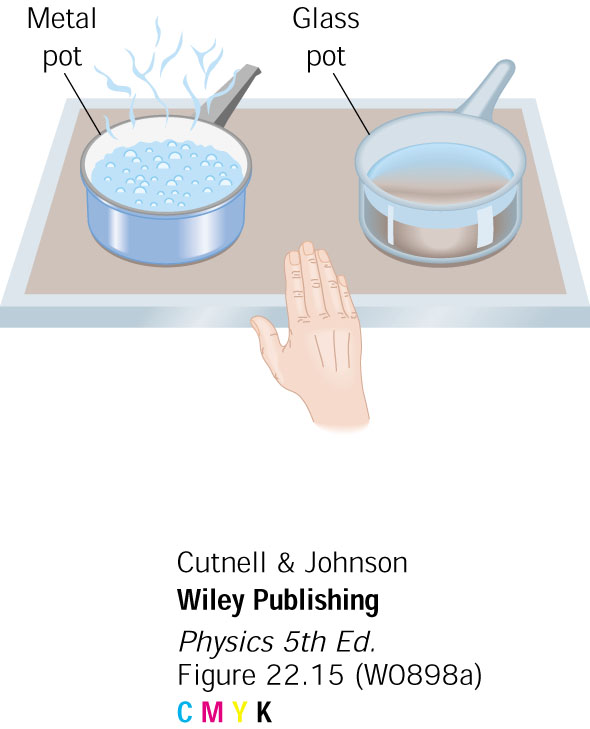 Metal
pot
Glass
pot
Cutnell & Johnson
Wiley Publishing
Physics 5th Ed.
Figure 22.15 (W0898a)
C M Y K